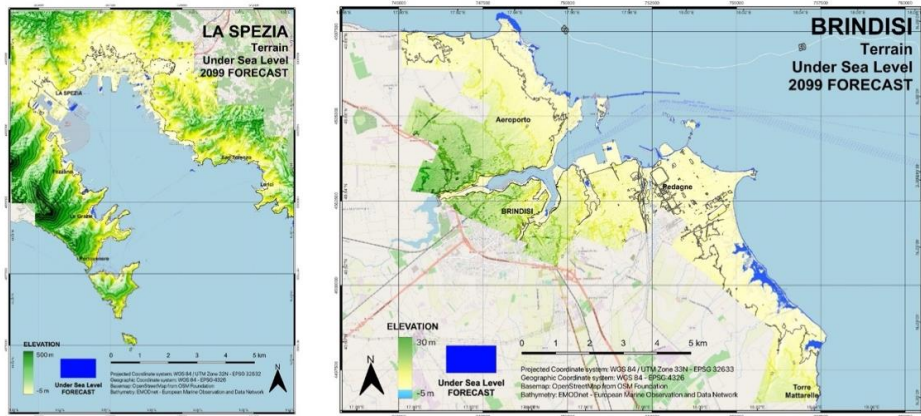 LA SPEZIA
Terrain
Under Sea Level
2099 FORECAST
LA SPEZIA
Lerici
ELEVATION
500 m
-5 m
Under Sea Level
FORECAST
0 1 2 3 4 5 km
Projected Coordinate system: WGS 84 / UTM Zone 33N - EPSG 32632
Geographic Coordinate system: WGS 84 - EPSG:4326
Basemap: OpenStreetMap from OSM Foundation
Bathymetry: EMODnet - European Marine Observation and Data Network
N
BRINDISI
Terrain
Under Sea Level
2099 FORECAST
Aeroporto
Pedagne
BRINDISI
Torre
Mattarelle
ELEVATION
30 m
-5 m
Under Sea Level
FORECAST
0 1 2 3 4 5 km
Projected Coordinate system: WGS 84 / UTM Zone 33N - EPSG 32633
Geographic Coordinate system: WGS 84 - EPSG:4326
Basemap: OpenStreetMap from OSM Foundation
Bathymetry: EMODnet - European Marine Observation and Data Network
N